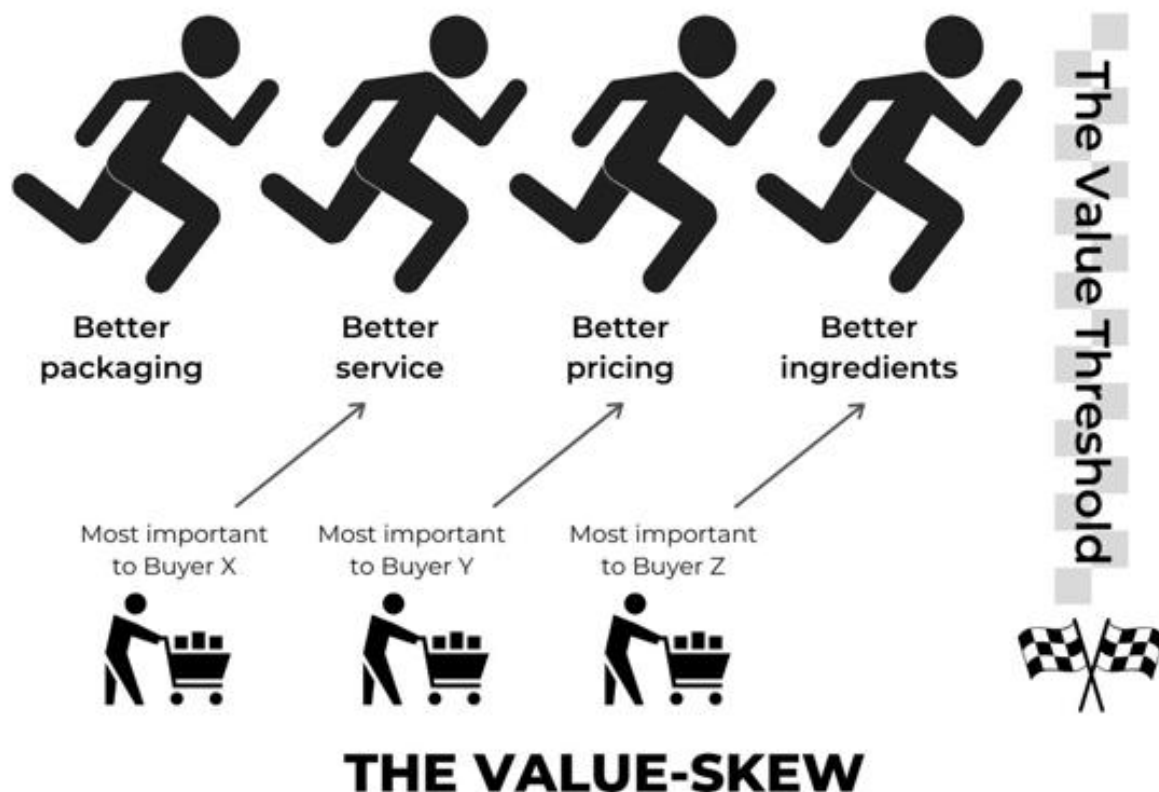 Better
packaging
Better
service
Better
pricing
Better
ingredients
Most important
to Buyer X
Most important
to Buyer Y
Most important
to Buyer Z
The Value Threshold
THE VALUE-SKEW